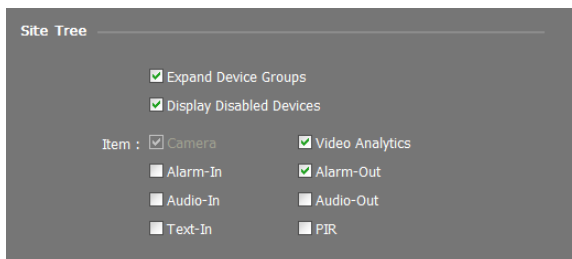 Site Tree
Expand Device Groups
Display Disabled Devices
Item : Camera Video Analytics
Alarm-In Alarm-Out
Audio-In Audio-Out
Text-In PIR